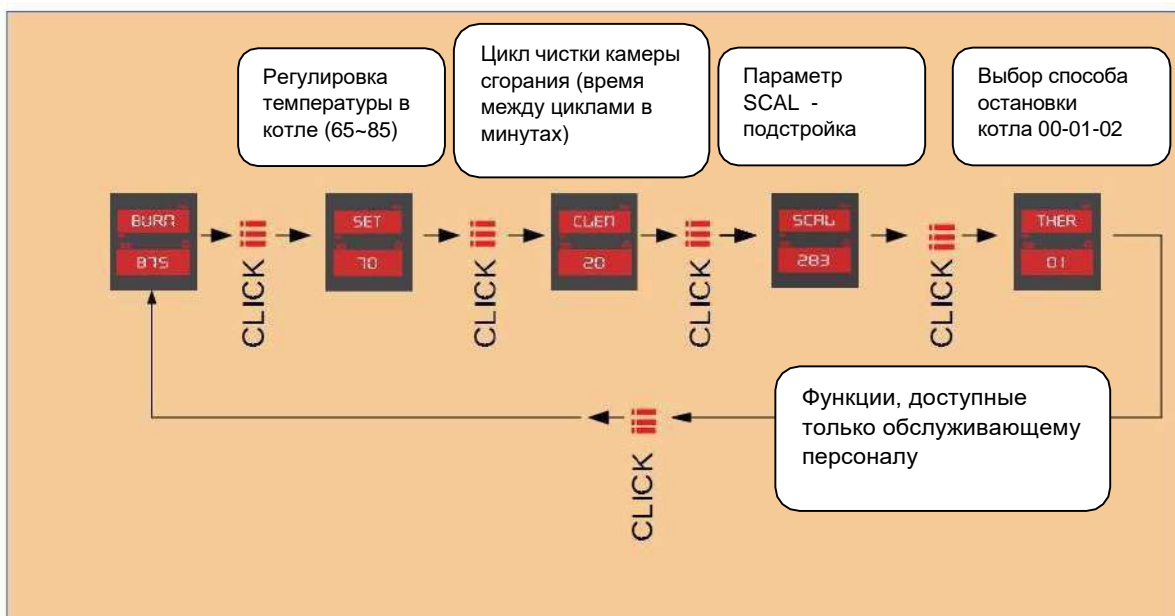 Регулировка
температуры в
котле (65~85)
Цикл чистки камеры
сгорания (время
между циклами в
минутах)
Параметр
SCAL -
подстройка
Выбор способа
остановки
котла 00-01-02
BURN
875
CLICK
SET
70
CLICK
CLEN
20
CLICK
SCAL
283
CLICK
THER
01
Функции, доступные
только обслуживающему
персоналу
CLICK